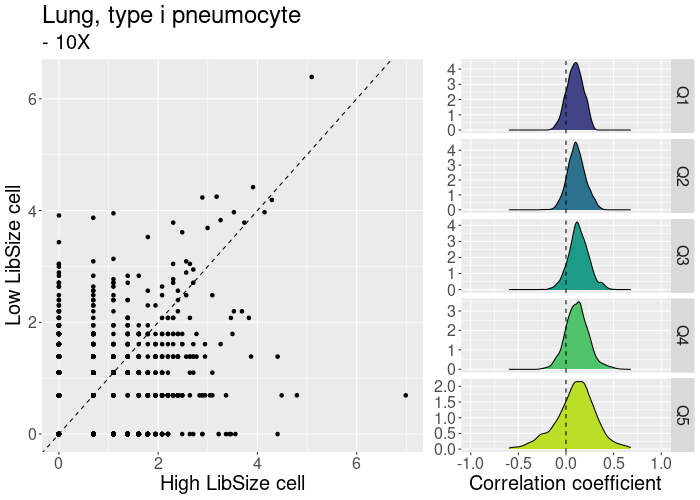 Lung, type i pneumocyte
- 10X
Low LibSize cell
6
4
2
0
0 2 4 6
High LibSize cell
4
3
2
1
0
Q1
4
3
2
1
0
Q2
4
3
2
1
0
Q3
3
2
1
0
Q4
2.0
1.5
1.0
0.5
0.0
Q5
-1.0 -0.5 0.0 0.5 1.0
Correlation coefficient